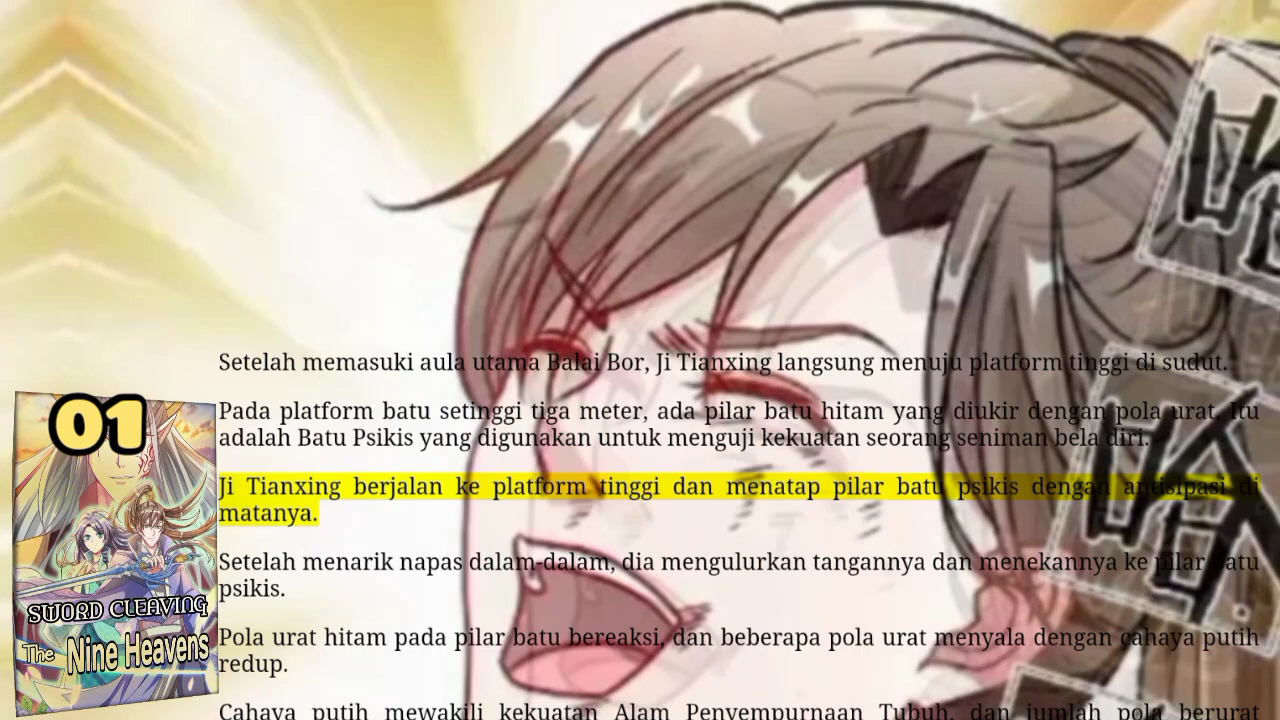 Setelah memasuki aula utama Balai Bor, Ji Tianxing langsung menuju platform tinggi di sudut.
Pada platform batu setinggi tiga meter, ada pilar batu hitam yang diukir dengan pola urat. Itu
adalah Batu Psikis yang digunakan untuk menguji kekuatan seorang seniman bela diri.
Ji Tianxing berjalan ke platform tinggi dan menatap pilar batu psikis dengan antisipasi di
matanya.
Setelah menarik napas dalam-dalam, dia mengulurkan tangannya dan menekannya ke pilar batu
psikis.
Pola urat hitam pada pilar batu bereaksi, dan beberapa pola urat menyala dengan cahaya putih
redup.
Cahaya putih mewakili kekuatan Alam Penyempurnaan Tubuh, dan jumlah pola berurat
01
SWORD CLEAVING
The Nine Heavens